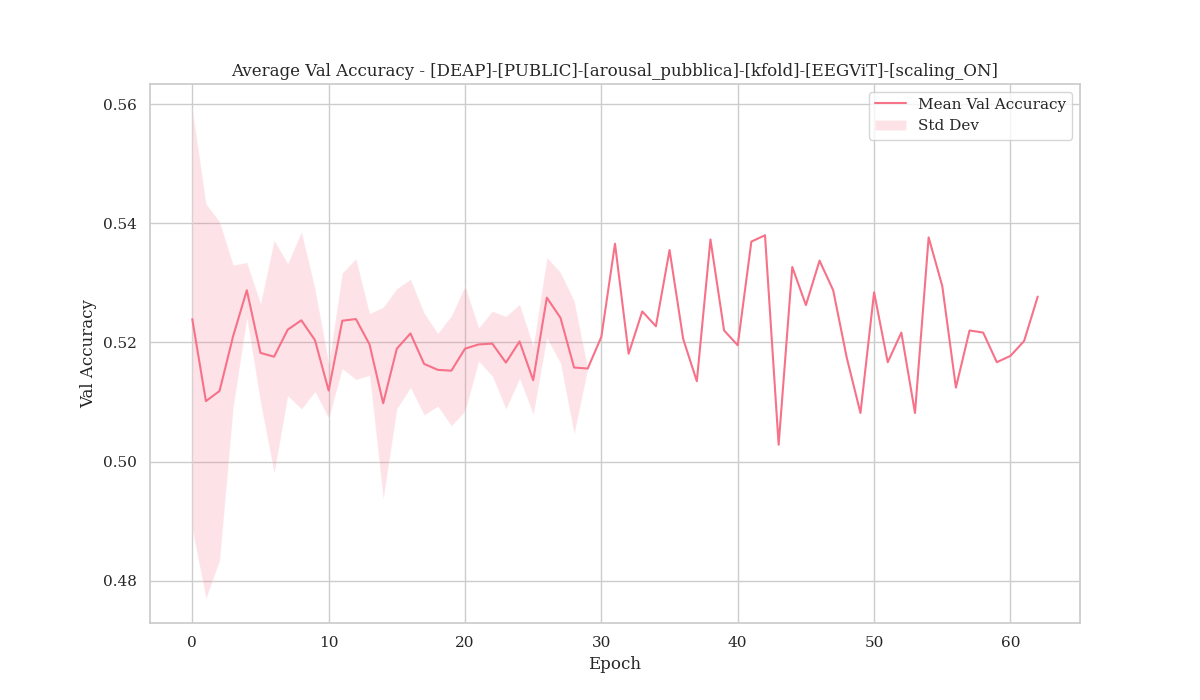 Average Val Accuracy - [DEAP]-[PUBLIC]-[arousal_pubblica]-[kfold]-[EEGViT]-[scaling_ON]
Mean Val Accuracy
Std Dev
Val Accuracy
0.56
0.54
0.52
0.50
0.48
0 10 20 30 40 50 60
Epoch